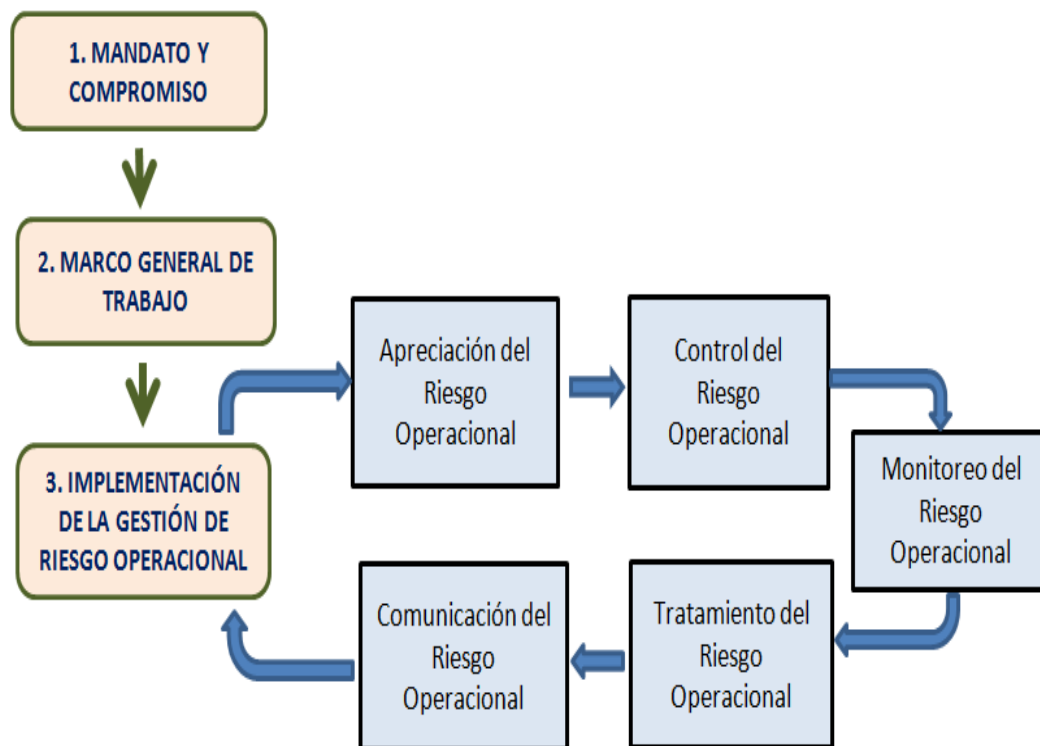 1. MANDATO Y
COMPROMISO
2. MARCO GENERAL DE
TRABAJO
3. IMPLEMENTACIÓN
DE LA GESTIÓN DE
RIESGO OPERACIONAL
Apreciación del
Riesgo
Operacional
Control del
Riesgo
Operacional
Monitoreo del
Riesgo
Operacional
Tratamiento del
Riesgo
Operacional
Comunicación del
Riesgo
Operacional